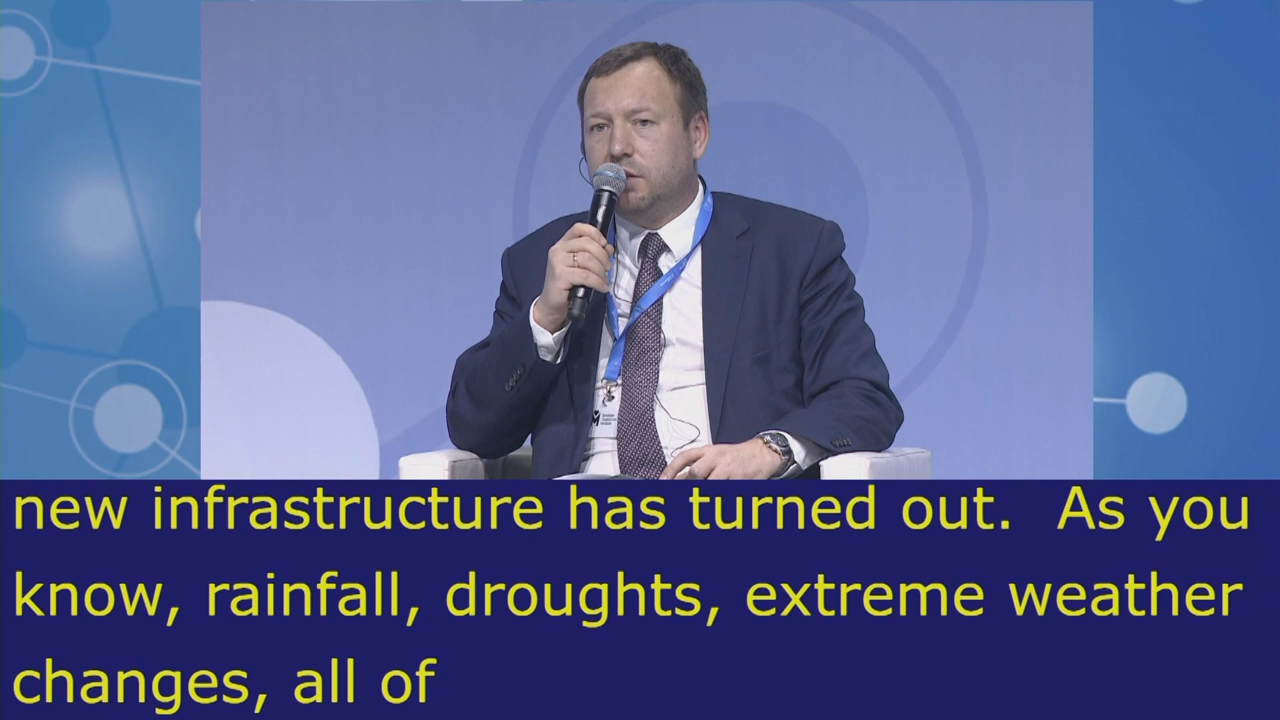 new infrastructure has turned out.  As you
know, rainfall, droughts, extreme weather
changes, all of